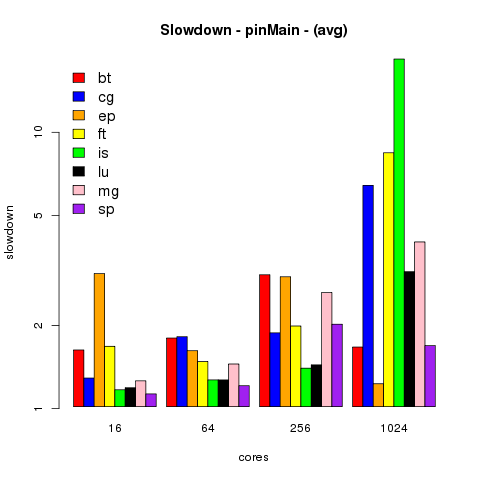 Slowdown - pinMain - (avg)
bt
cg
ep
ft
is
lu
mg
sp
slowdown
10
5
2
1
16 64 256 1024
cores